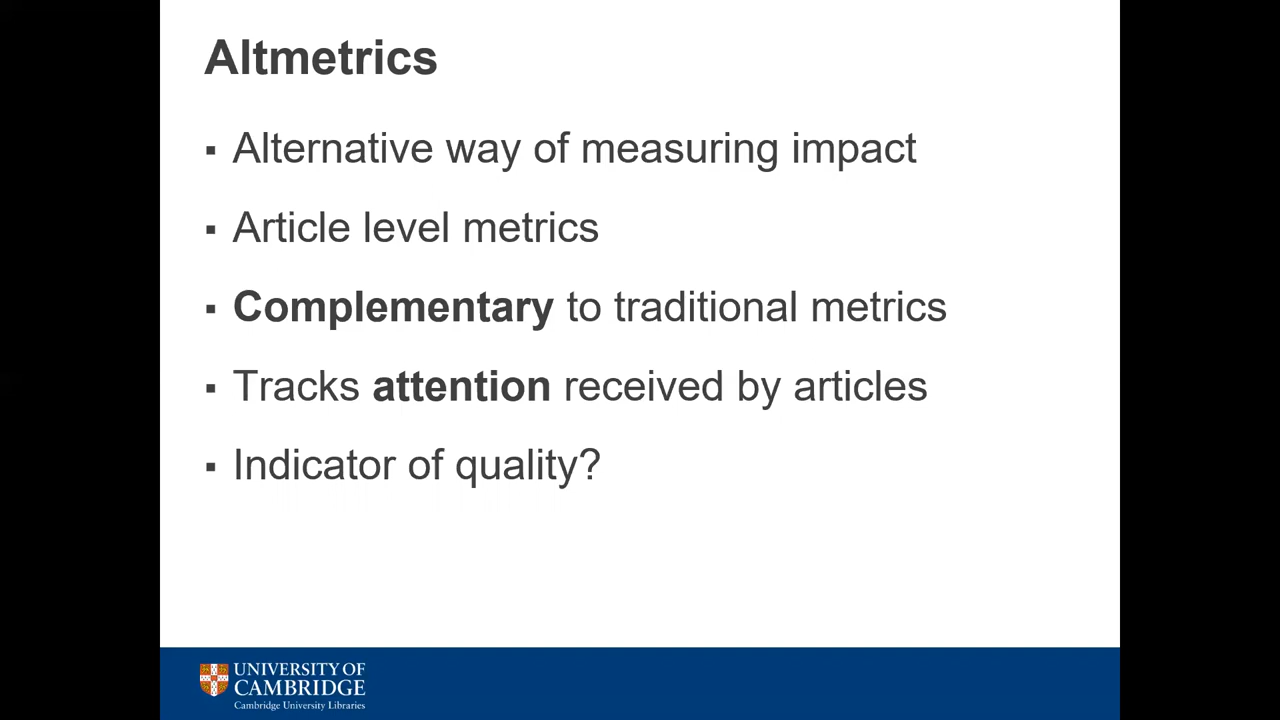 Altmetrics
▪ Alternative way of measuring impact
▪ Article level metrics
▪ Complementary to traditional metrics
▪ Tracks attention received by articles
▪ Indicator of quality?
UNIVERSITY OF
CAMBRIDGE
Cambridge University Libraries